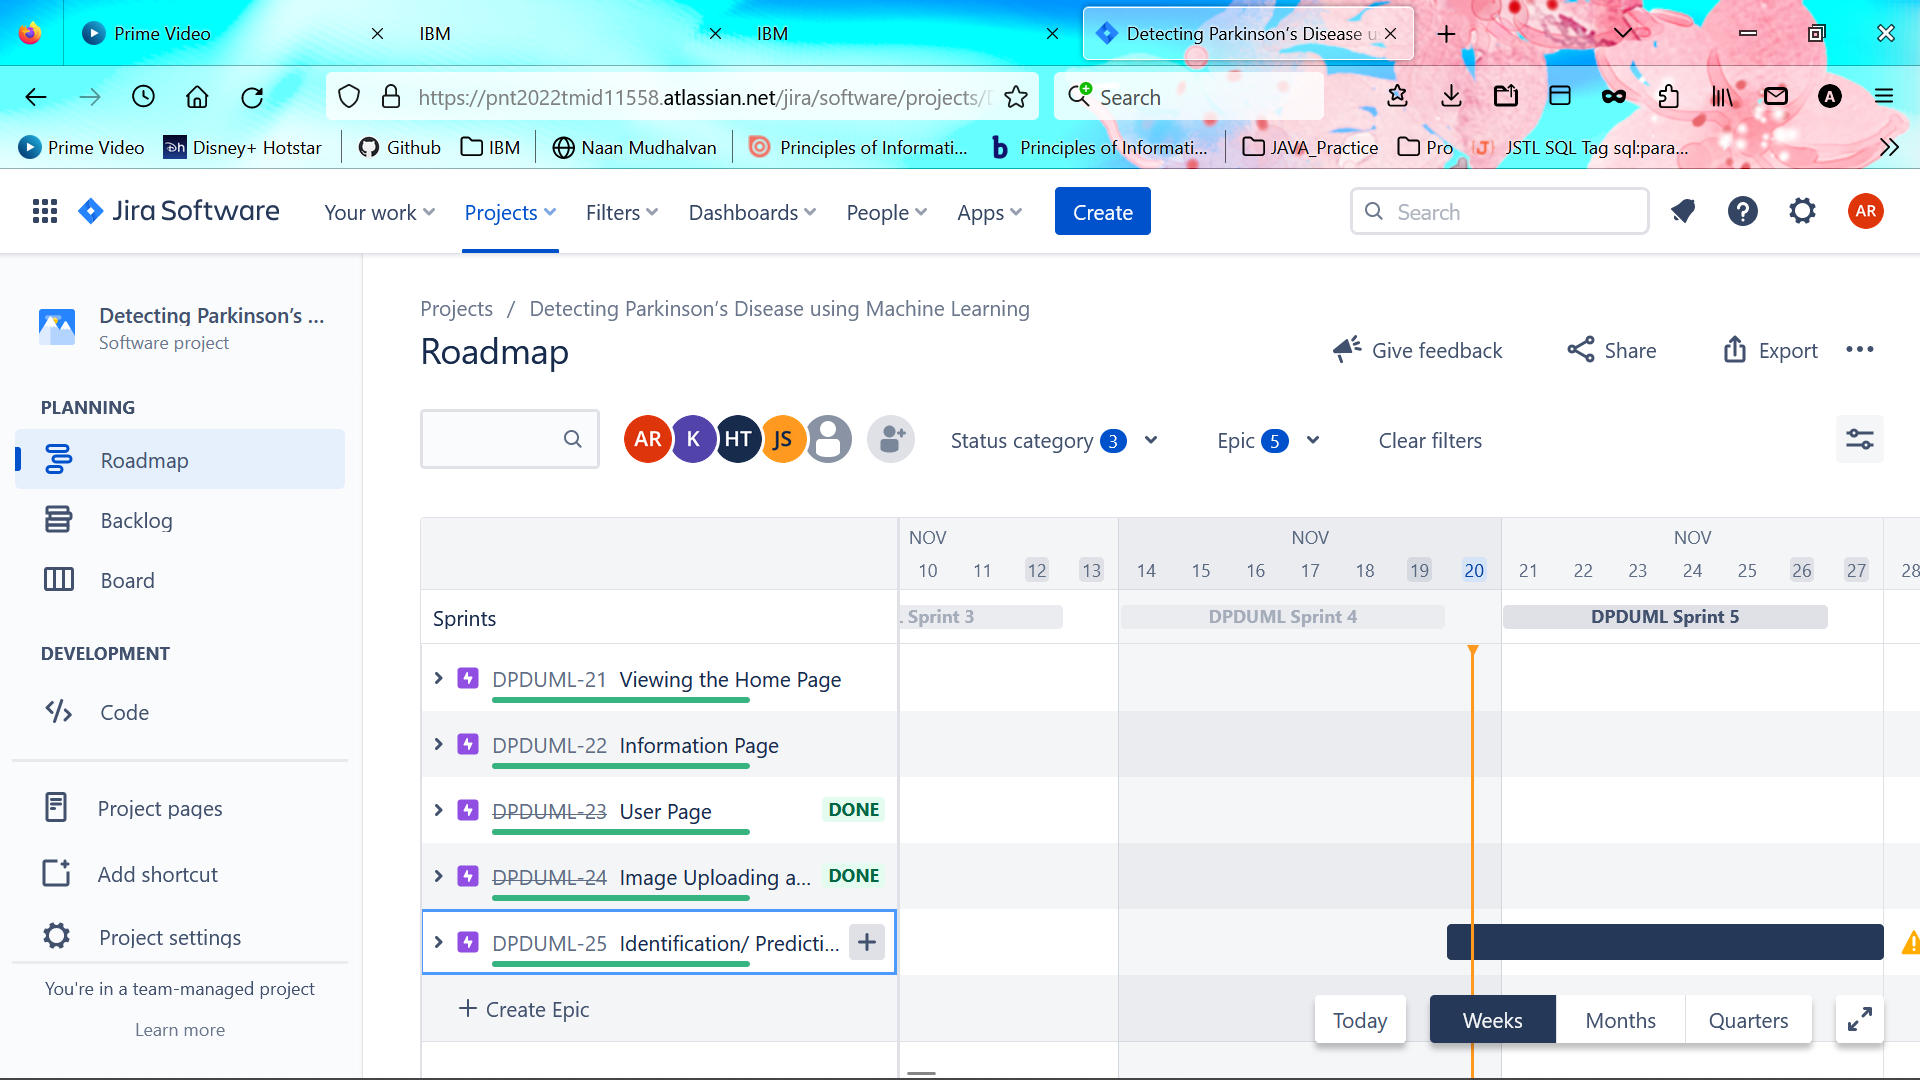 Prime Video
IBM
IBM
Detecting Parkinson's Disease u
https://pnt2022tmid11558.atlassian.net/jira/software/projects/
Search
A
Prime Video
Disney+ Hotstar
Github
IBM
Naan Mudhalvan
Principles of Informati...
Principles of Informati...
JAVA_Practice
Pro
JSTL SQL Tag sql:para...
Jira Software
Your work
Projects
Filters
Dashboards
People
Apps
Create
Search
AR
Detecting Parkinson's ...
Software project
PLANNING
Roadmap
Backlog
Board
DEVELOPMENT
Code
Project pages
Add shortcut
Project settings
You're in a team-managed project
Learn more
Projects / Detecting Parkinson's Disease using Machine Learning
Roadmap
Give feedback
Share
Export
AR K HT JS
Status category 3
Epic 5
Clear filters
NOV NOV NOV
10 11 12 13 14 15 16 17 18 19 20 21 22 23 24 25 26 27 28
Sprints
Sprint 3
DPDUML Sprint 4
DPDUML Sprint 5
DPDUML-21 Viewing the Home Page
DPDUML-22 Information Page
DPDUML-23 User Page DONE
DPDUML-24 Image Uploading a... DONE
DPDUML-25 Identification/ Predicti...
+ Create Epic
Today
Weeks
Months
Quarters